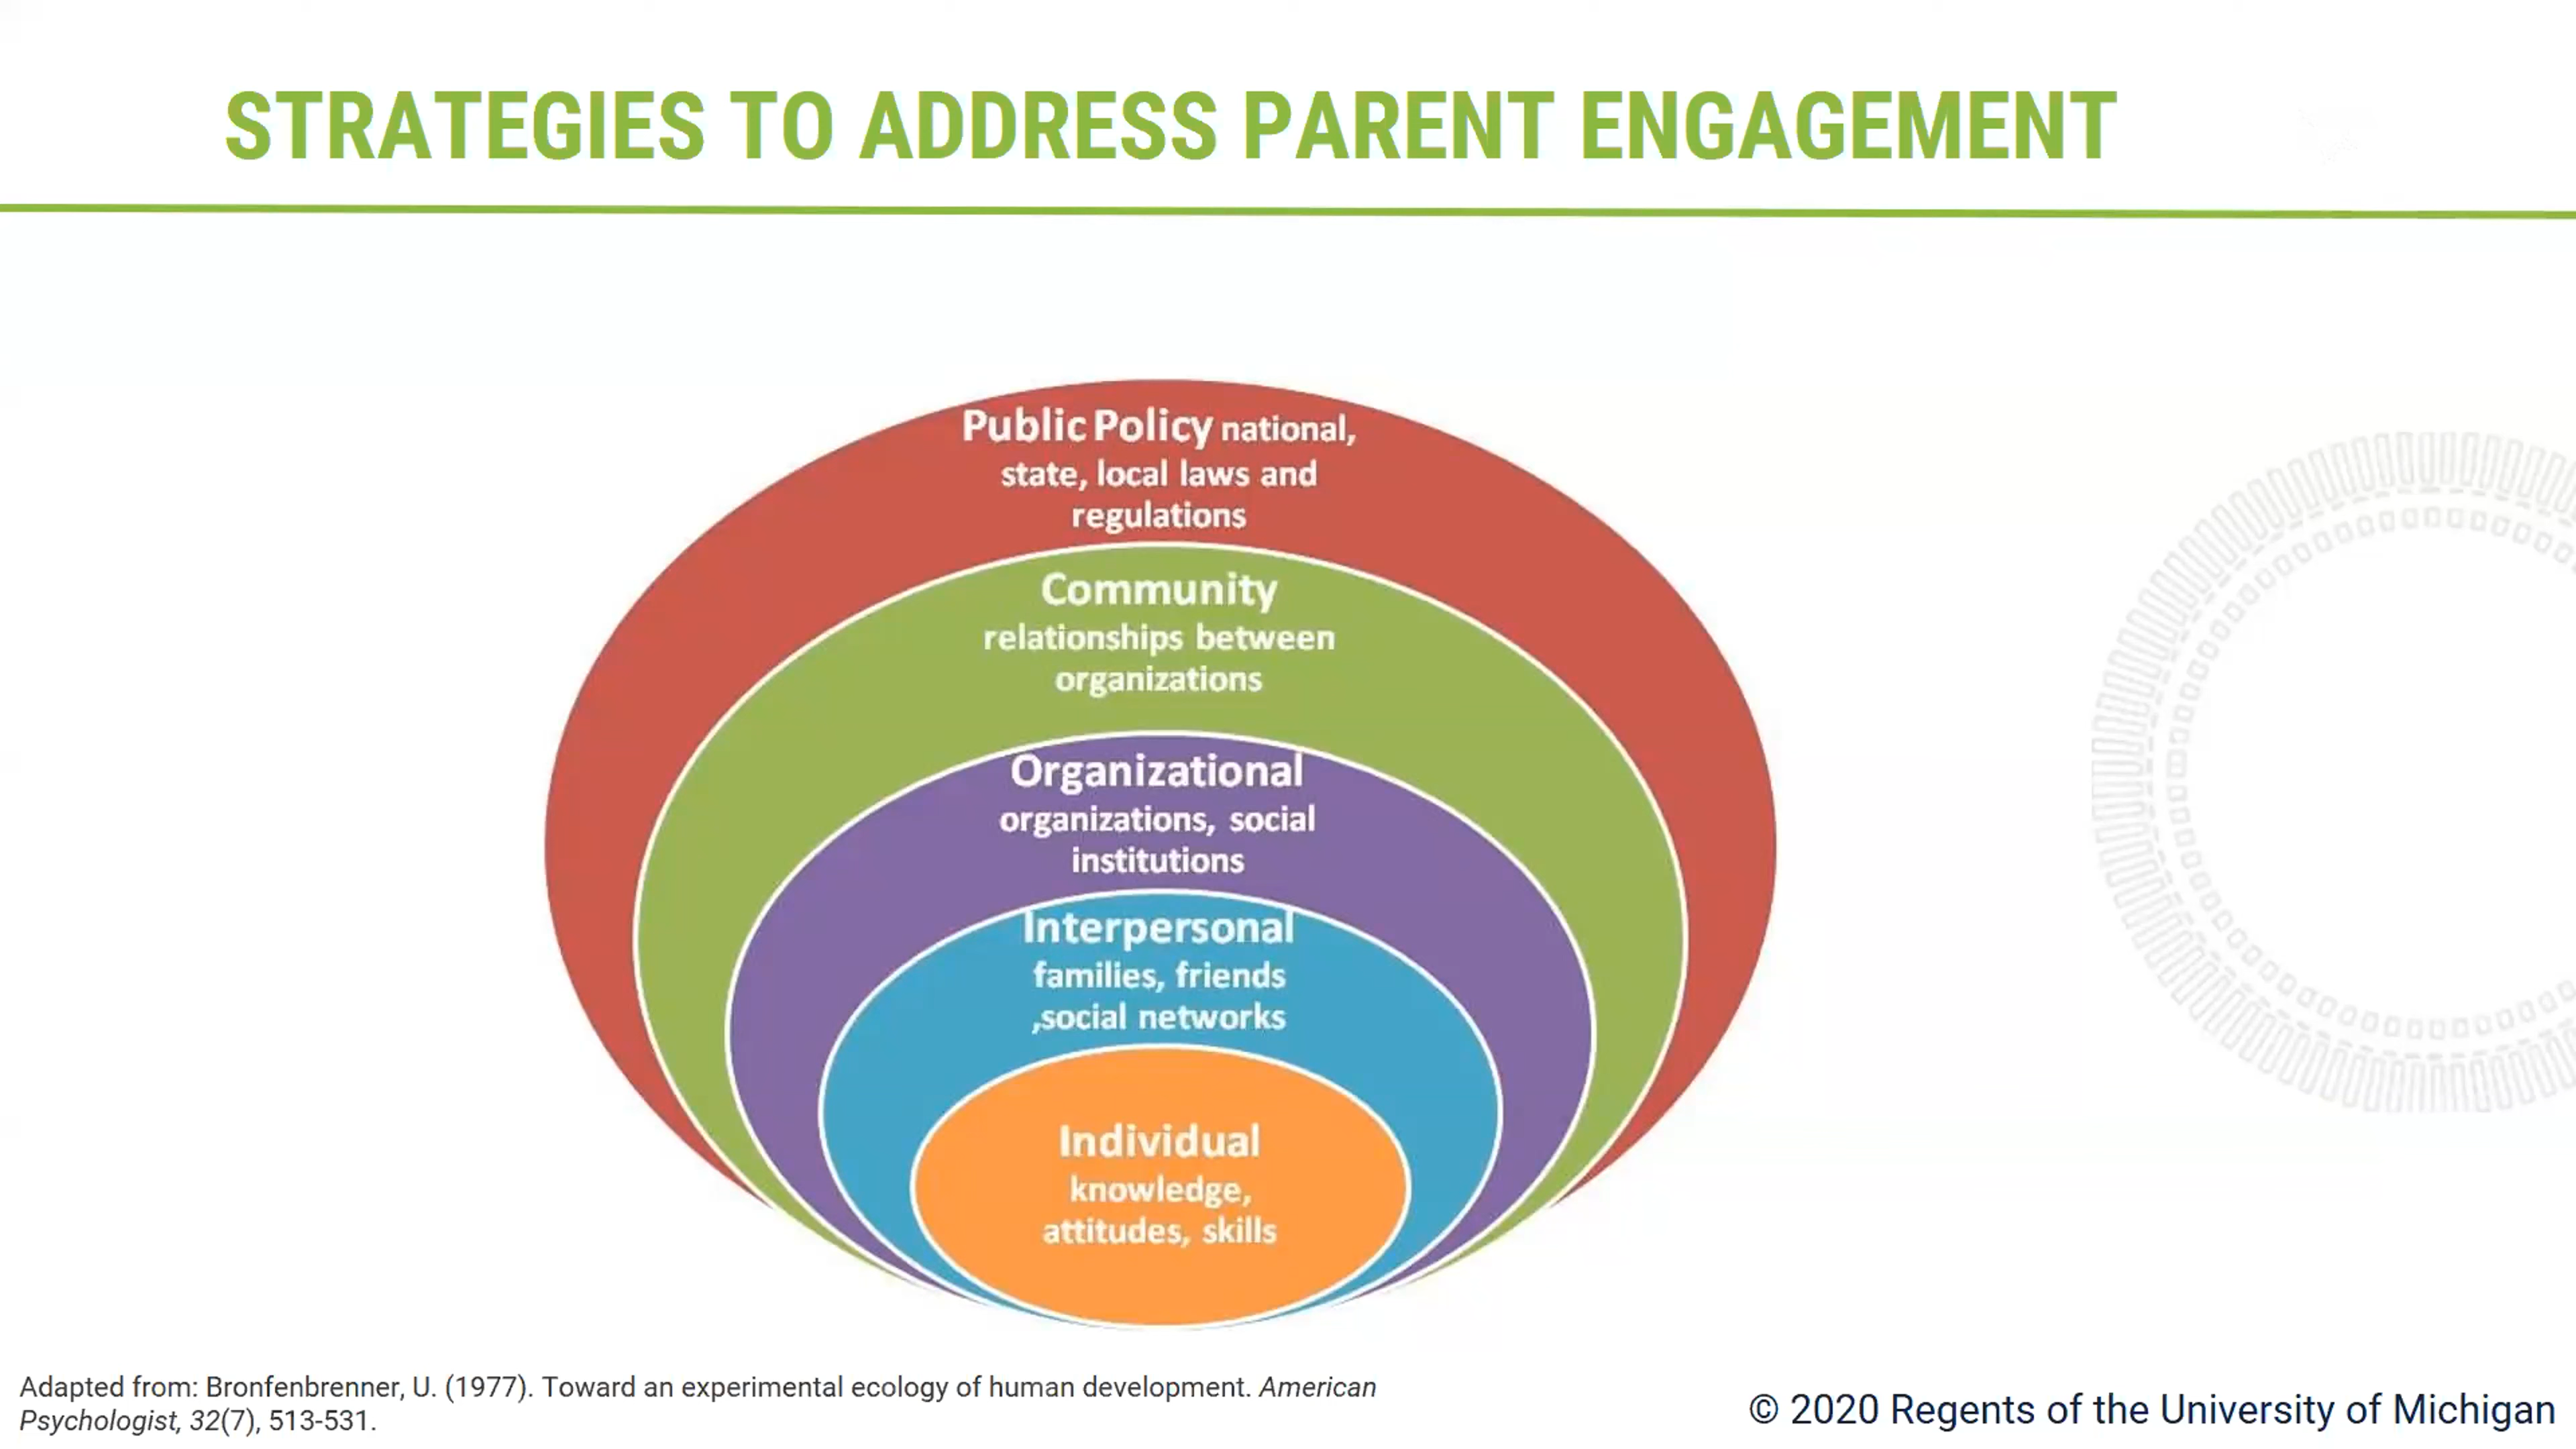 STRATEGIES TO ADDRESS PARENT ENGAGEMENT
Public Policy national,
state, local laws and
regulations
Community
relationships between
organizations
Organizational
organizations, social
institutions
Interpersonal
families, friends
,social networks
Individual
knowledge,
attitudes, skills
Adapted from: Bronfenbrenner, U. (1977). Toward an experimental ecology of human development. American
Psychologist, 32(7), 513-531.
© 2020 Regents of the University of Michigan